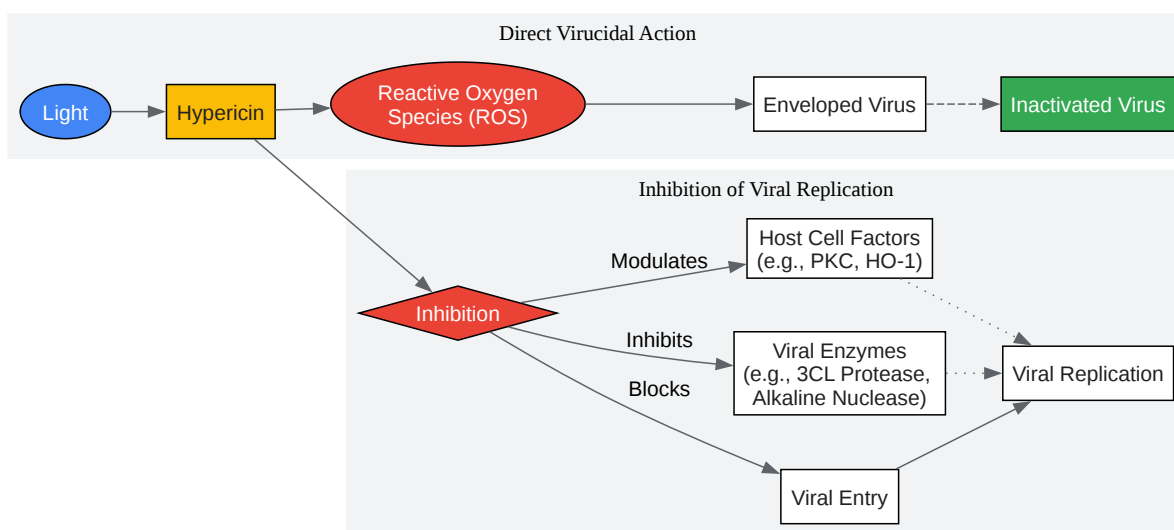 Direct Virucidal Action
Light
Hypericin
Reactive Oxygen
Species (ROS)
Enveloped Virus
Inactivated Virus
Inhibition of Viral Replication
Inhibition
Modulates
Host Cell Factors
(e.g., PKC, HO-1)
Inhibits
Viral Enzymes
(e.g., 3CL Protease,
Alkaline Nuclease)
Blocks
Viral Entry
Viral Replication